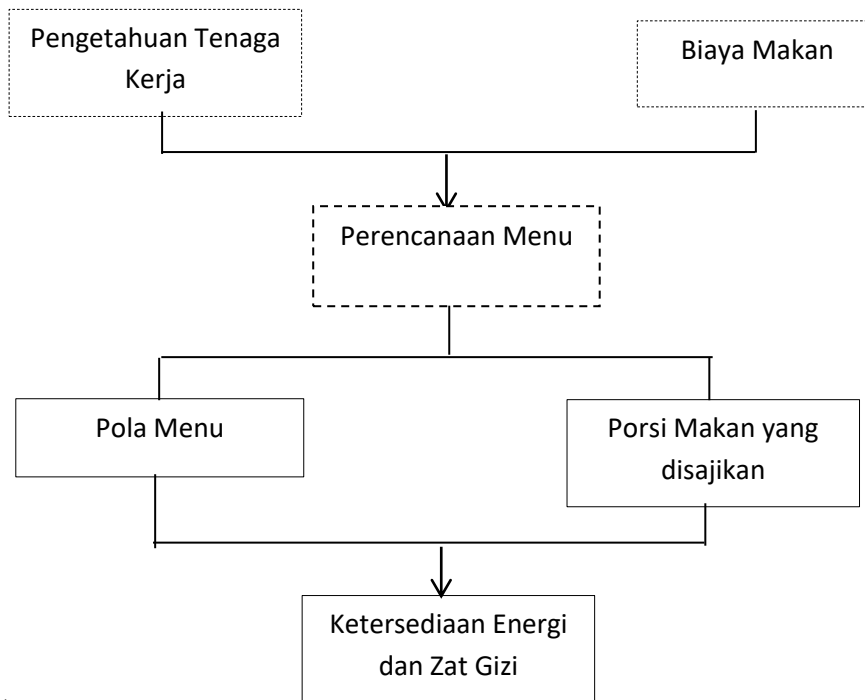 Pengetahuan Tenaga
Kerja
Biaya Makan
Perencanaan Menu
Pola Menu
Porsi Makan yang
disajikan
Ketersediaan Energi
dan Zat Gizi